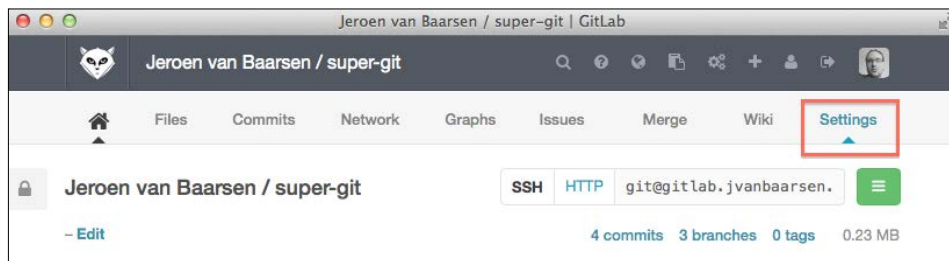 Jeroen van Baarsen / super-git | GitLab
Jeroen van Baarsen / super-git
Files Commits Network Graphs Issues Merge Wiki Settings
Jeroen van Baarsen / super-git SSH HTTP git@gitlab.jvanbaarsen.
– Edit 4 commits 3 branches 0 tags 0.23 MB